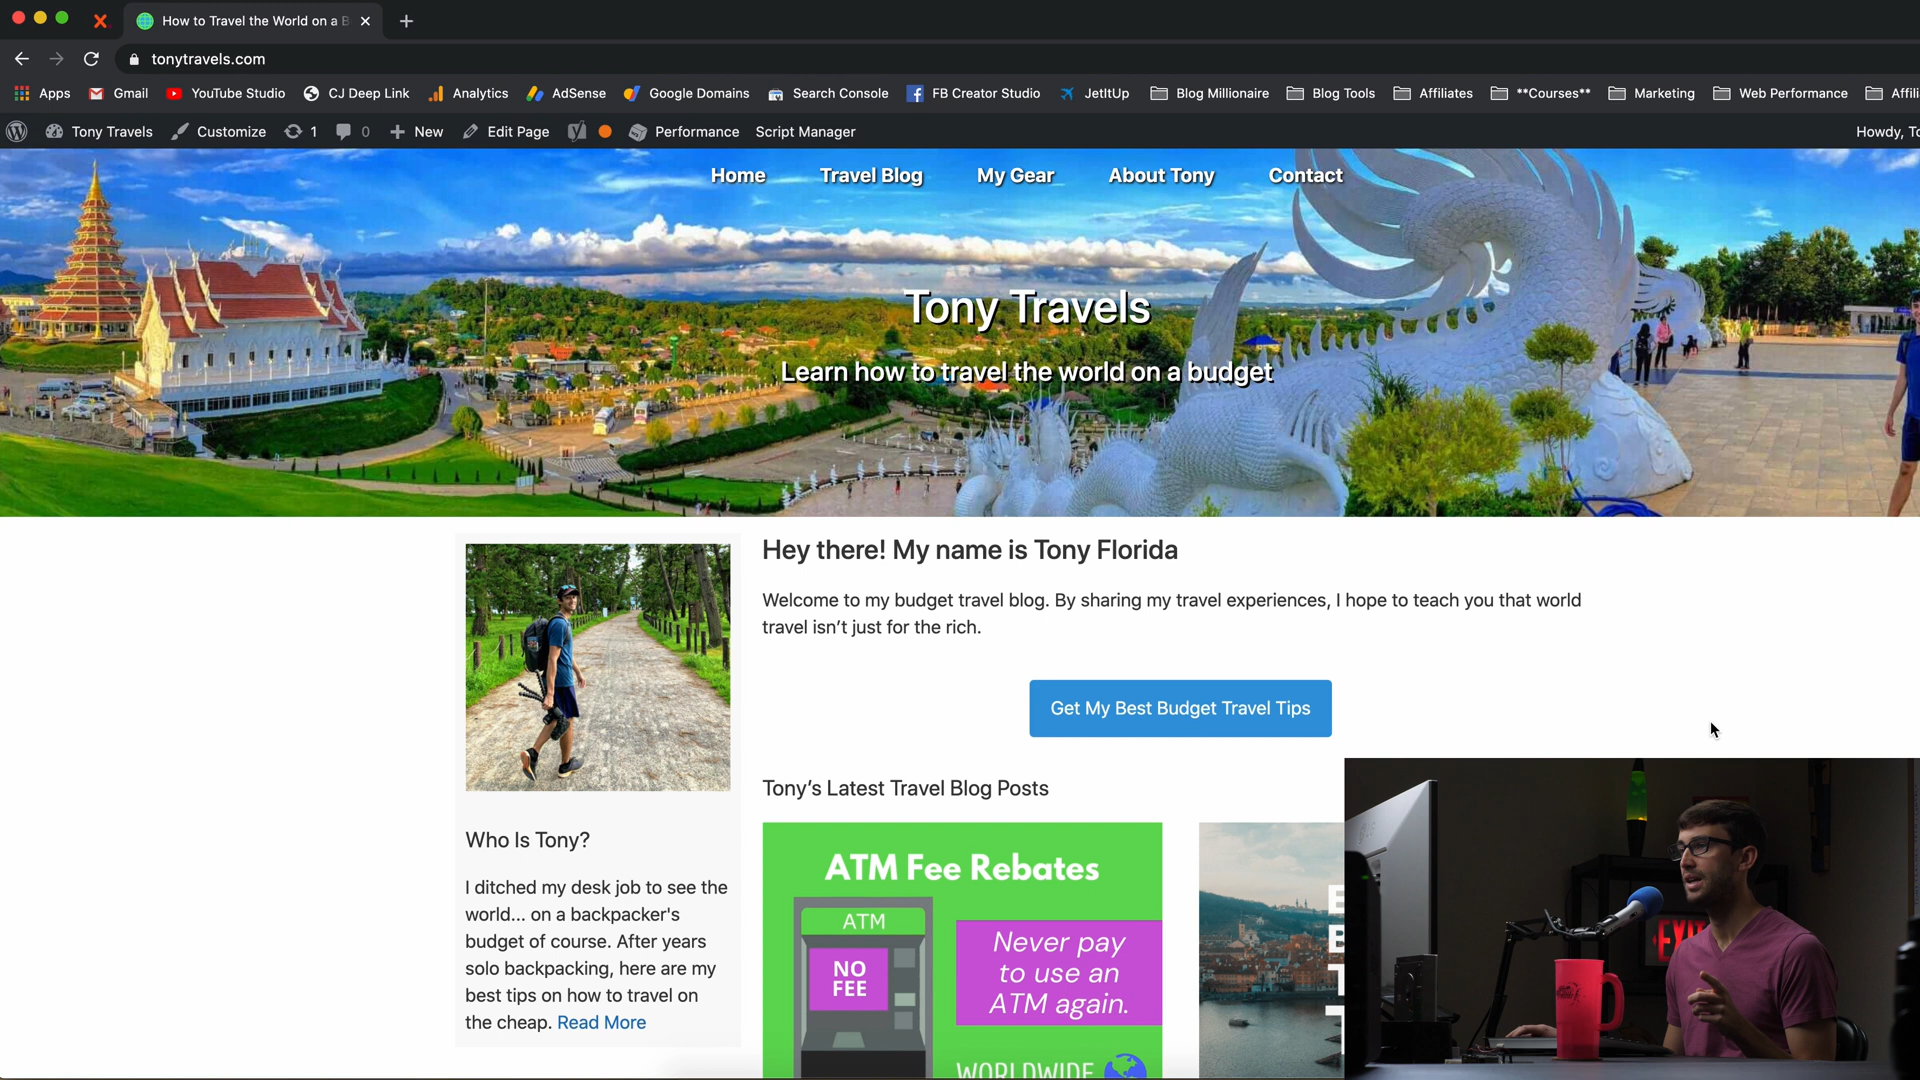 How to Travel the World on a B
tonytravels.com
Apps Gmail YouTube Studio CJ Deep Link Analytics AdSense Google Domains Search Console FB Creator Studio JetItUp Blog Millionaire Blog Tools Affiliates **Courses** Marketing Web Performance Affili
Tony Travels Customize 1 0 New Edit Page Performance Script Manager Howdy, To
Home Travel Blog My Gear About Tony Contact
Tony Travels
Learn how to travel the world on a budget
Hey there! My name is Tony Florida
Welcome to my budget travel blog. By sharing my travel experiences, I hope to teach you that world
travel isn't just for the rich.
Get My Best Budget Travel Tips
Tony's Latest Travel Blog Posts
Who Is Tony?
I ditched my desk job to see the
world... on a backpacker's
budget of course. After years
solo backpacking, here are my
best tips on how to travel on
the cheap. Read More
ATM Fee Rebates
ATM
NO
FEE
Never pay
to use an
ATM again.
WORLDWIDE
E
B
T
T
EXI